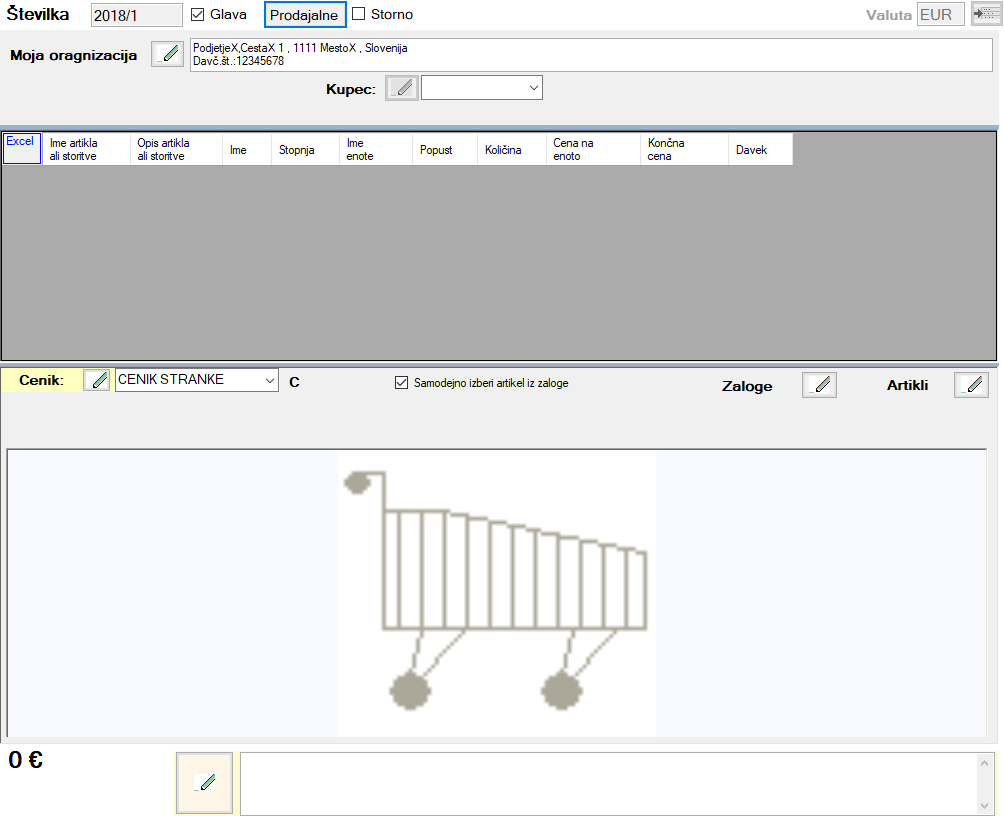 Številka 2018/1 Glava Prodajalne Storno Valuta EUR
Moja oragnizacija
PodjetjeX,CestaX 1 , 1111 MestoX , Slovenija
Davč.št.:12345678
Kupec:
Excel
Ime artikla
ali storitve
Opis artikla
ali storitve
Ime
Stopnja
Ime
enote
Popust
Količina
Cena na
enoto
Končna
cena
Davek
Cenik: CENIK STRANKE C Samodejno izberi artikel iz zaloge Zaloge Artikli
0 €